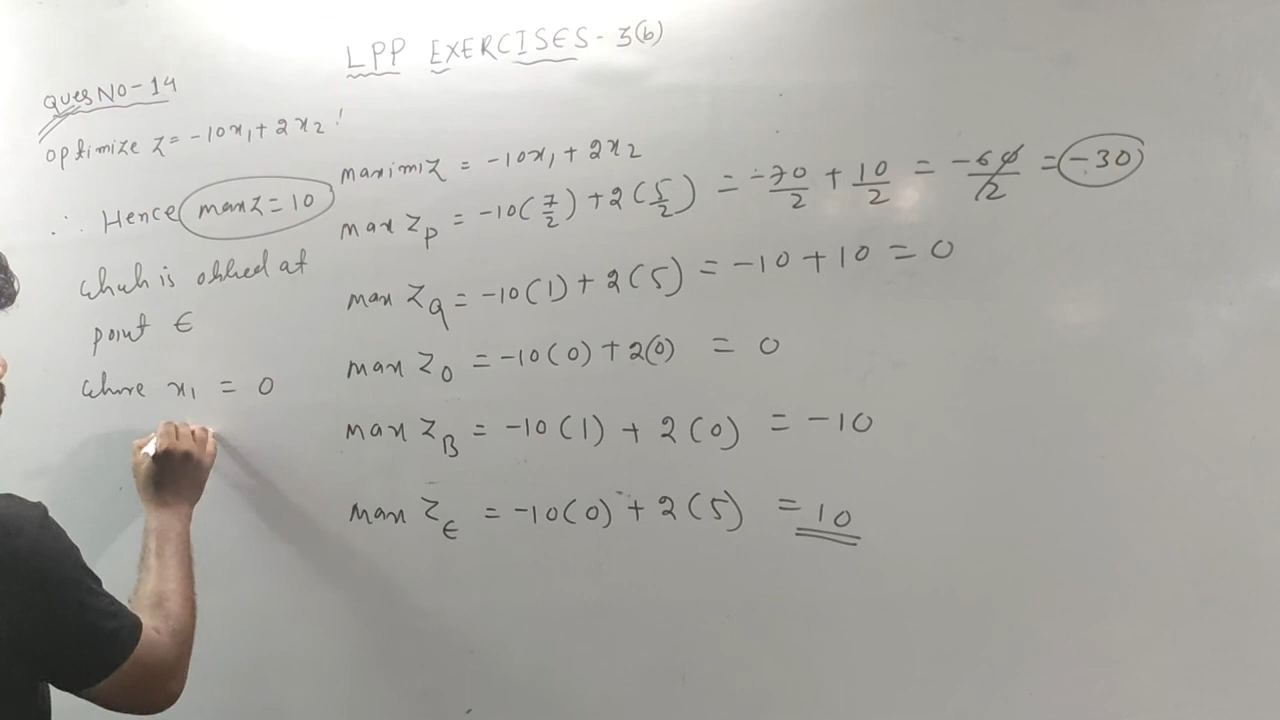 LPP EXERCISES - 3(b)
Ques NO - 14
optimize Z = -10x₁ + 2x₂ !
∴ Hence max Z = 10
which is at
point E
where x₁ = 0
maximiz = -10x₁ + 2x₂
max Z_P = -10(7/2) + 2(5/2) = -70/2 + 10/2 = -60/2 = -30
max Z_Q = -10(1) + 2(5) = -10 + 10 = 0
max Z_O = -10(0) + 2(0) = 0
max Z_B = -10(1) + 2(0) = -10
max Z_E = -10(0) + 2(5) = 10